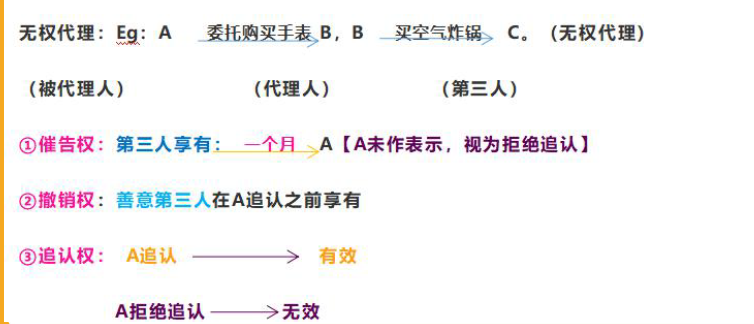 无权代理：Eg：A 委托购买手表 B，B 买空气炸锅 C。（无权代理）
（被代理人） （代理人） （第三人）
①催告权：第三人享有： 一个月 A【A未作表示，视为拒绝追认】
②撤销权：善意第三人在A追认之前享有
③追认权： A追认 有效
A拒绝追认 无效